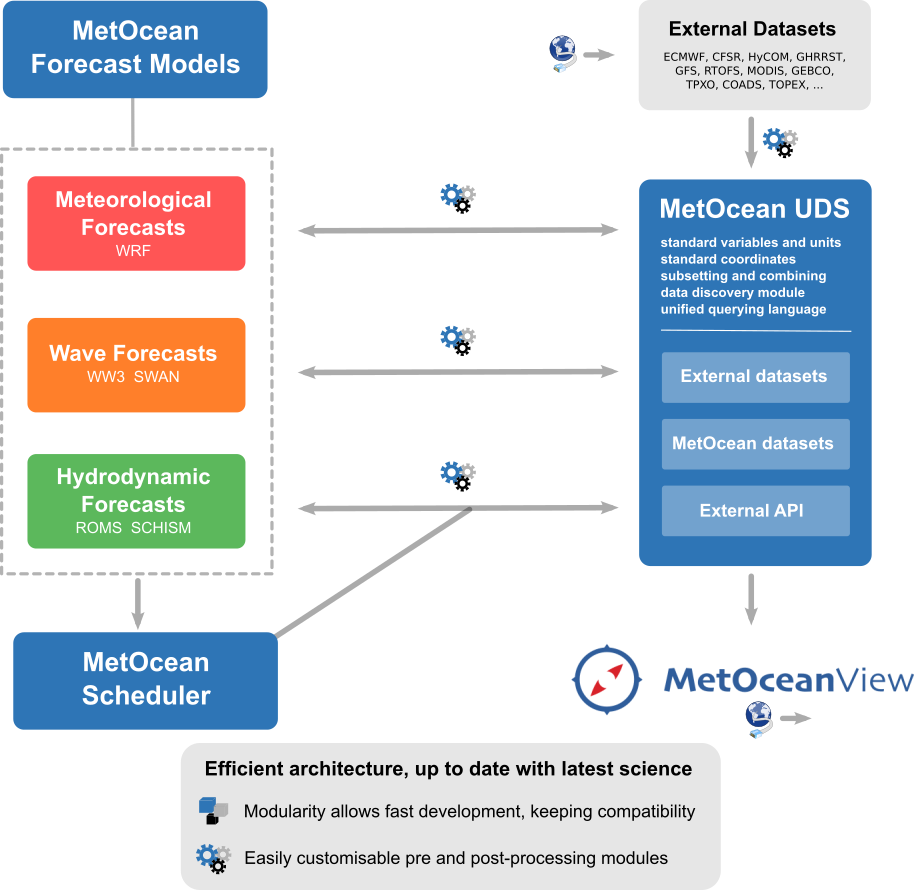 MetOcean
Forecast Models
External Datasets
ECMWF, CFSR, HyCOM, GHRRST,
GFS, RTOFS, MODIS, GEBCO,
TPXO, COADS, TOPEX, ...
Meteorological
Forecasts
WRF
Wave Forecasts
WW3 SWAN
Hydrodynamic
Forecasts
ROMS SCHISM
MetOcean UDS
standard variables and units
standard coordinates
subsetting and combining
data discovery module
unified querying language
External datasets
MetOcean datasets
External API
MetOcean
Scheduler
MetOceanView
Efficient architecture, up to date with latest science
Modularity allows fast development, keeping compatibility
Easily customisable pre and post-processing modules